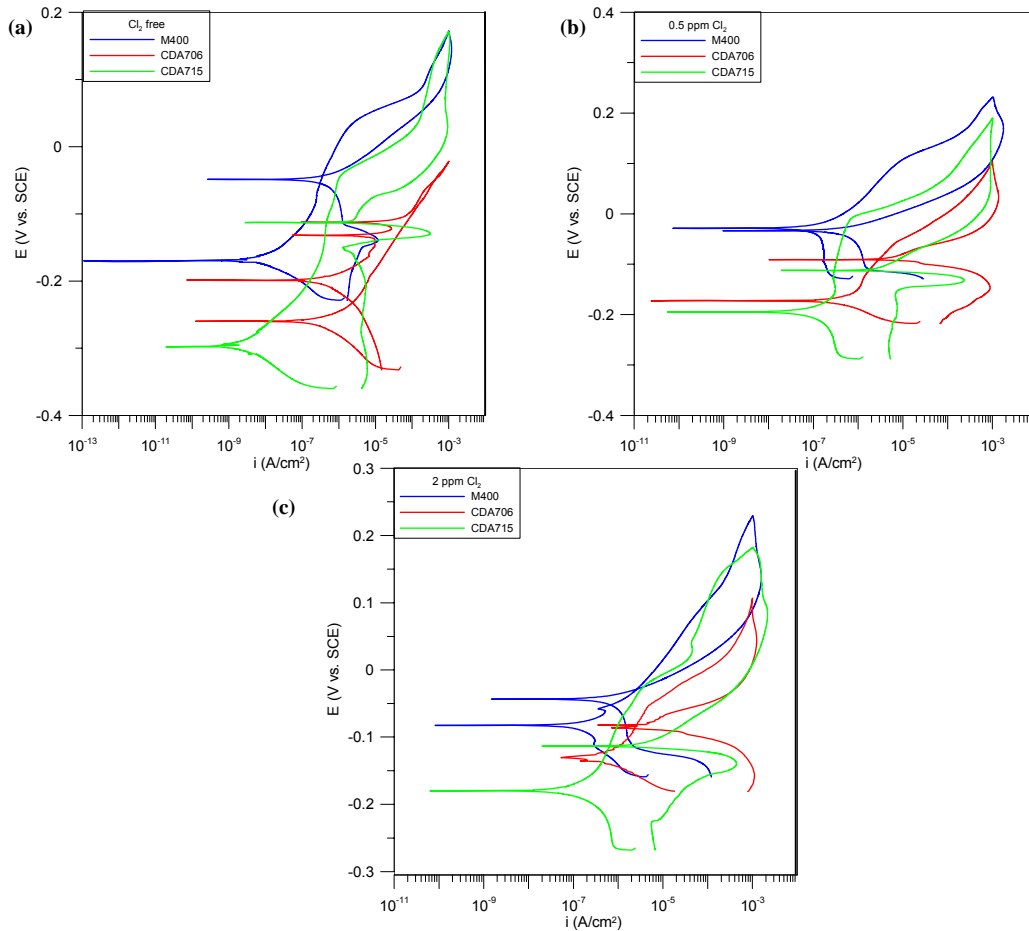 (a)
Cl2 free
M400
CDA706
CDA715
E (V vs. SCE)
0.2
0
-0.2
-0.4
10-13
10-11
10-9
10-7
10-5
10-3
i (A/cm2)
(b)
0.5 ppm Cl2
M400
CDA706
CDA715
E (V vs. SCE)
0.4
0.2
0
-0.2
-0.4
10-11
10-9
10-7
10-5
10-3
i (A/cm2)
(c)
2 ppm Cl2
M400
CDA706
CDA715
E (V vs. SCE)
0.3
0.2
0.1
0
-0.1
-0.2
-0.3
10-11
10-9
10-7
10-5
10-3
i (A/cm2)